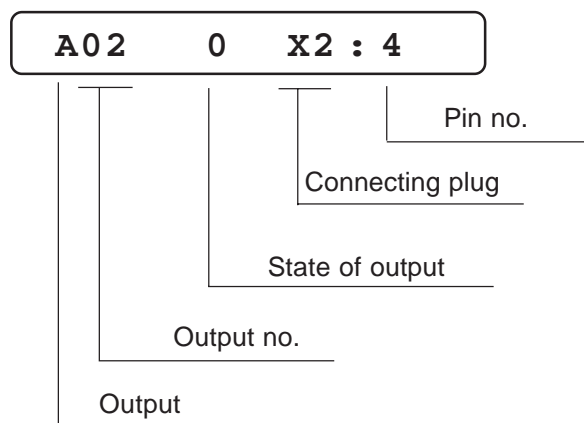 A02 0 X2 : 4
Pin no.
Connecting plug
State of output
Output no.
Output